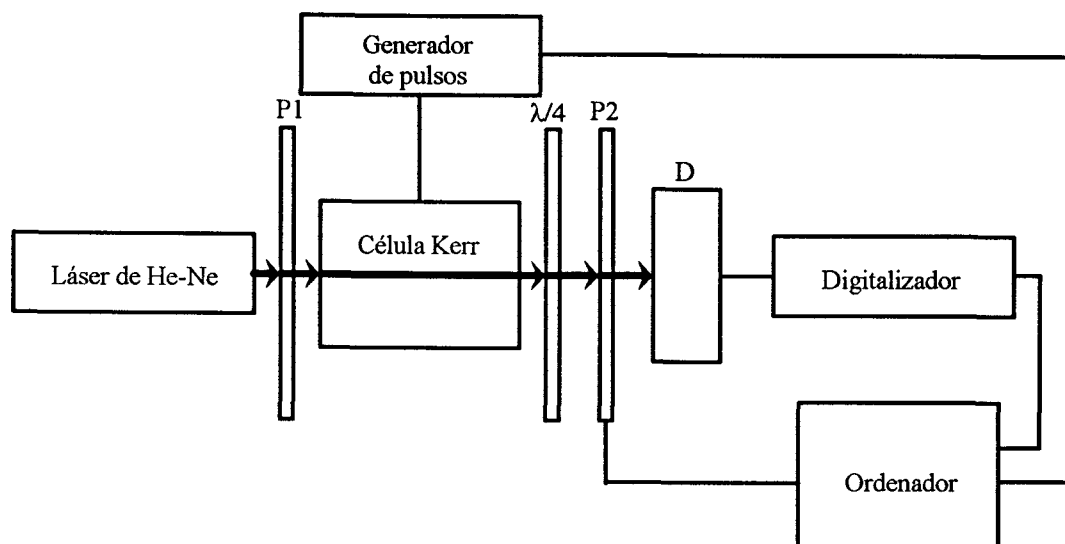 Generador
de pulsos
P1
λ/4
P2
D
Célula Kerr
Láser de He-Ne
Digitalizador
Ordenador